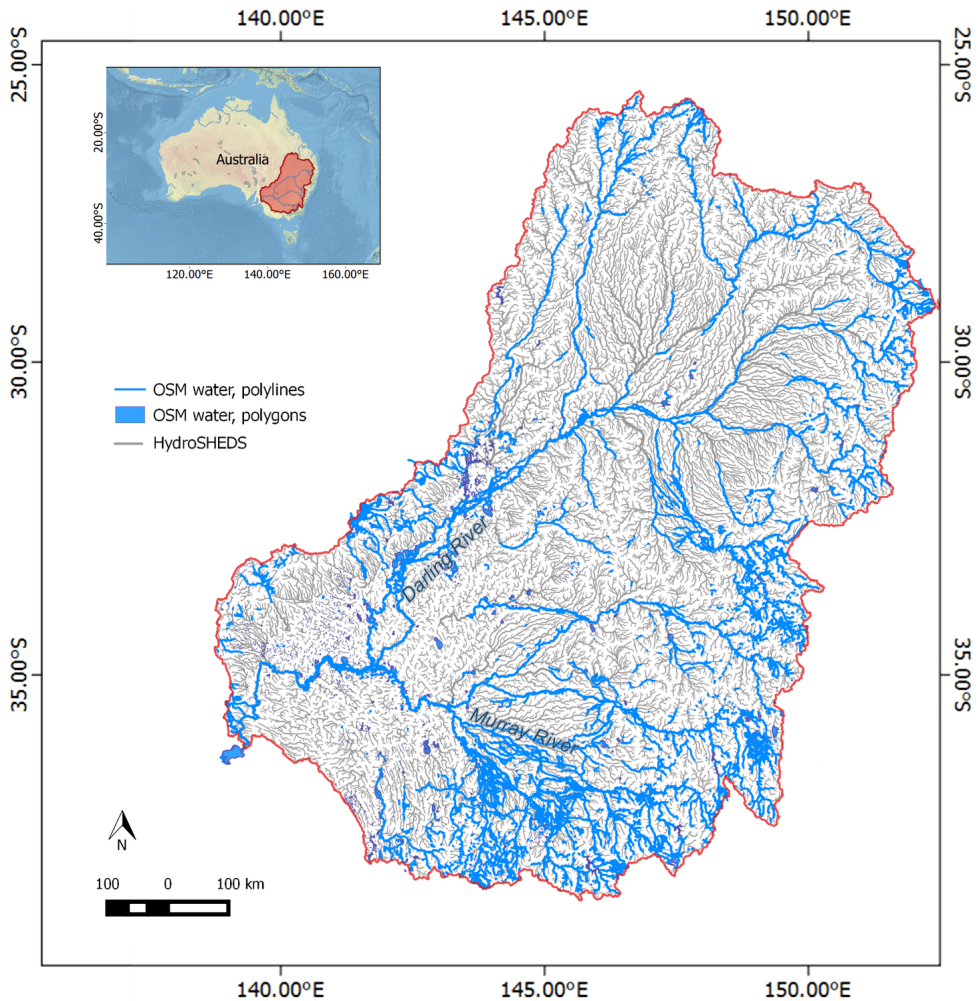 140.00°E 145.00°E 150.00°E
25.00°S 25.00°S
20.00°S
Australia
40.00°S
120.00°E 140.00°E 160.00°E
30.00°S 30.00°S
OSM water, polylines
OSM water, polygons
HydroSHEDS
Darling River
35.00°S 35.00°S
Murray River
N
100 0 100 km
140.00°E 145.00°E 150.00°E